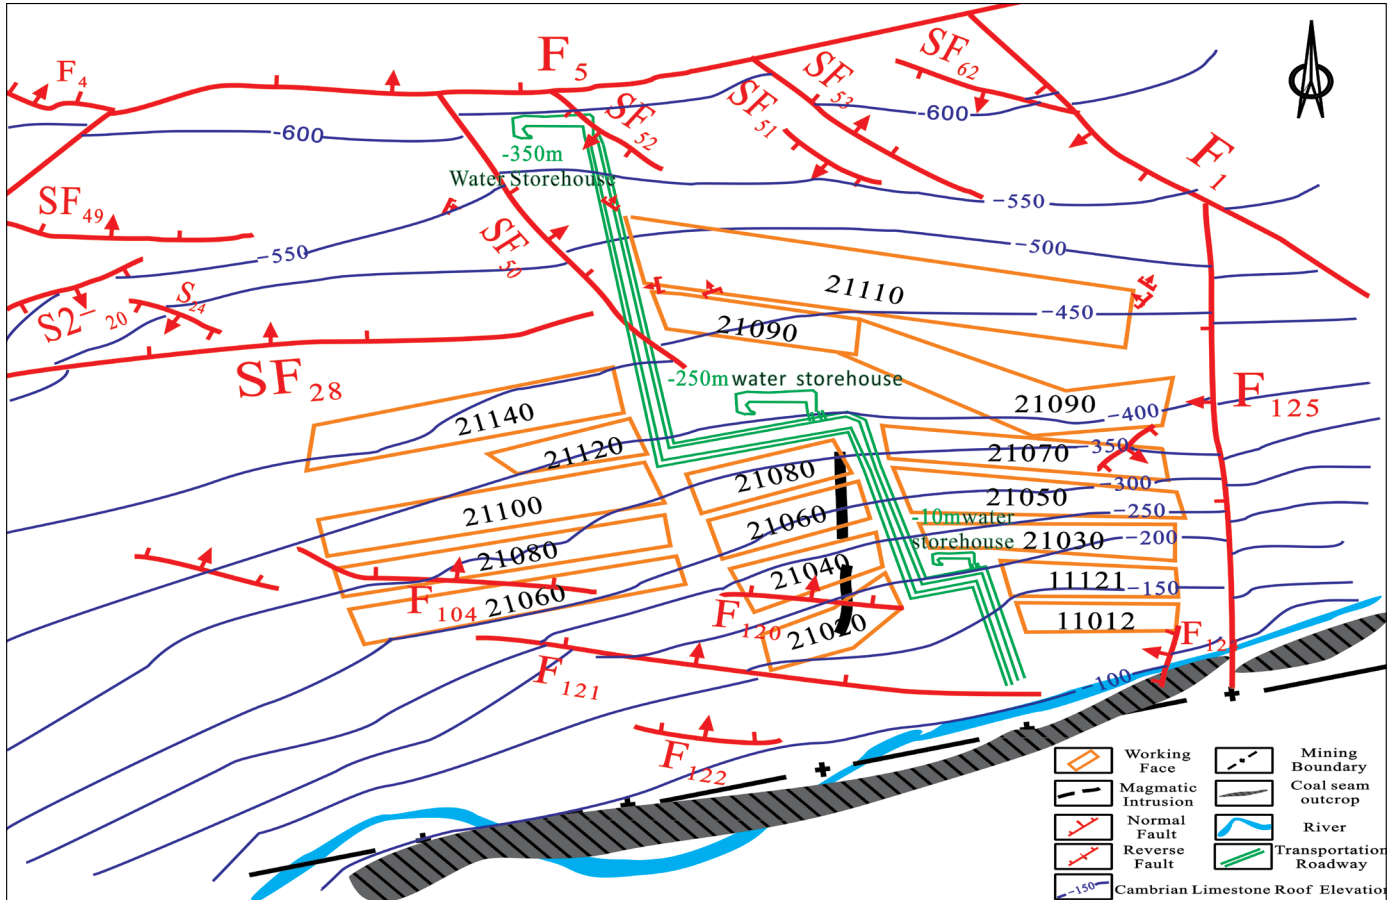 F4
F5
SF62
SF53
SF52
SF51
-600
-600
-350m
Water Storehouse
F1
SF49
-550
SF50
-550
-500
S2-20
S24
21110
-450
21090
SF28
-250m water storehouse
21090
-400
F125
21140
21120
21070
-350
21080
-300
21050
21100
-250
21060
-10mwater
storehouse
21030
-200
21080
21040
11121
-150
F104
21060
F120
21020
11012
F12
F121
-100
F122
Working
Face
Mining
Boundary
Magmatic
Intrusion
Coal seam
outcrop
Normal
Fault
River
Reverse
Fault
Transportation
Roadway
-150
Cambrian Limestone Roof Elevation